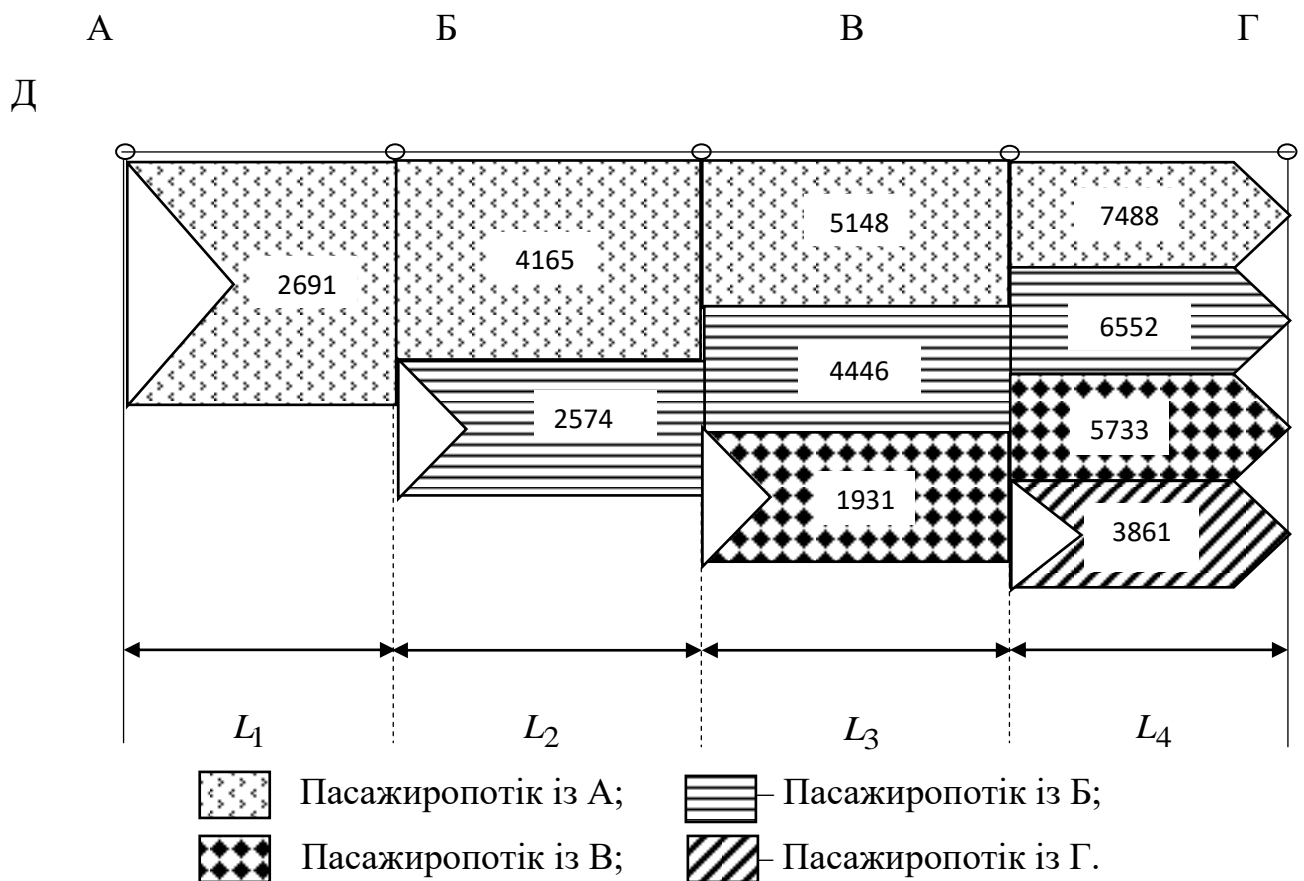 А Б В Г
Д
2691 4165 5148 7488
2574 4446 6552
1931 5733
3861
L1 L2 L3 L4
Пасажиропотік із А; – Пасажиропотік із Б;
Пасажиропотік із В; – Пасажиропотік із Г.